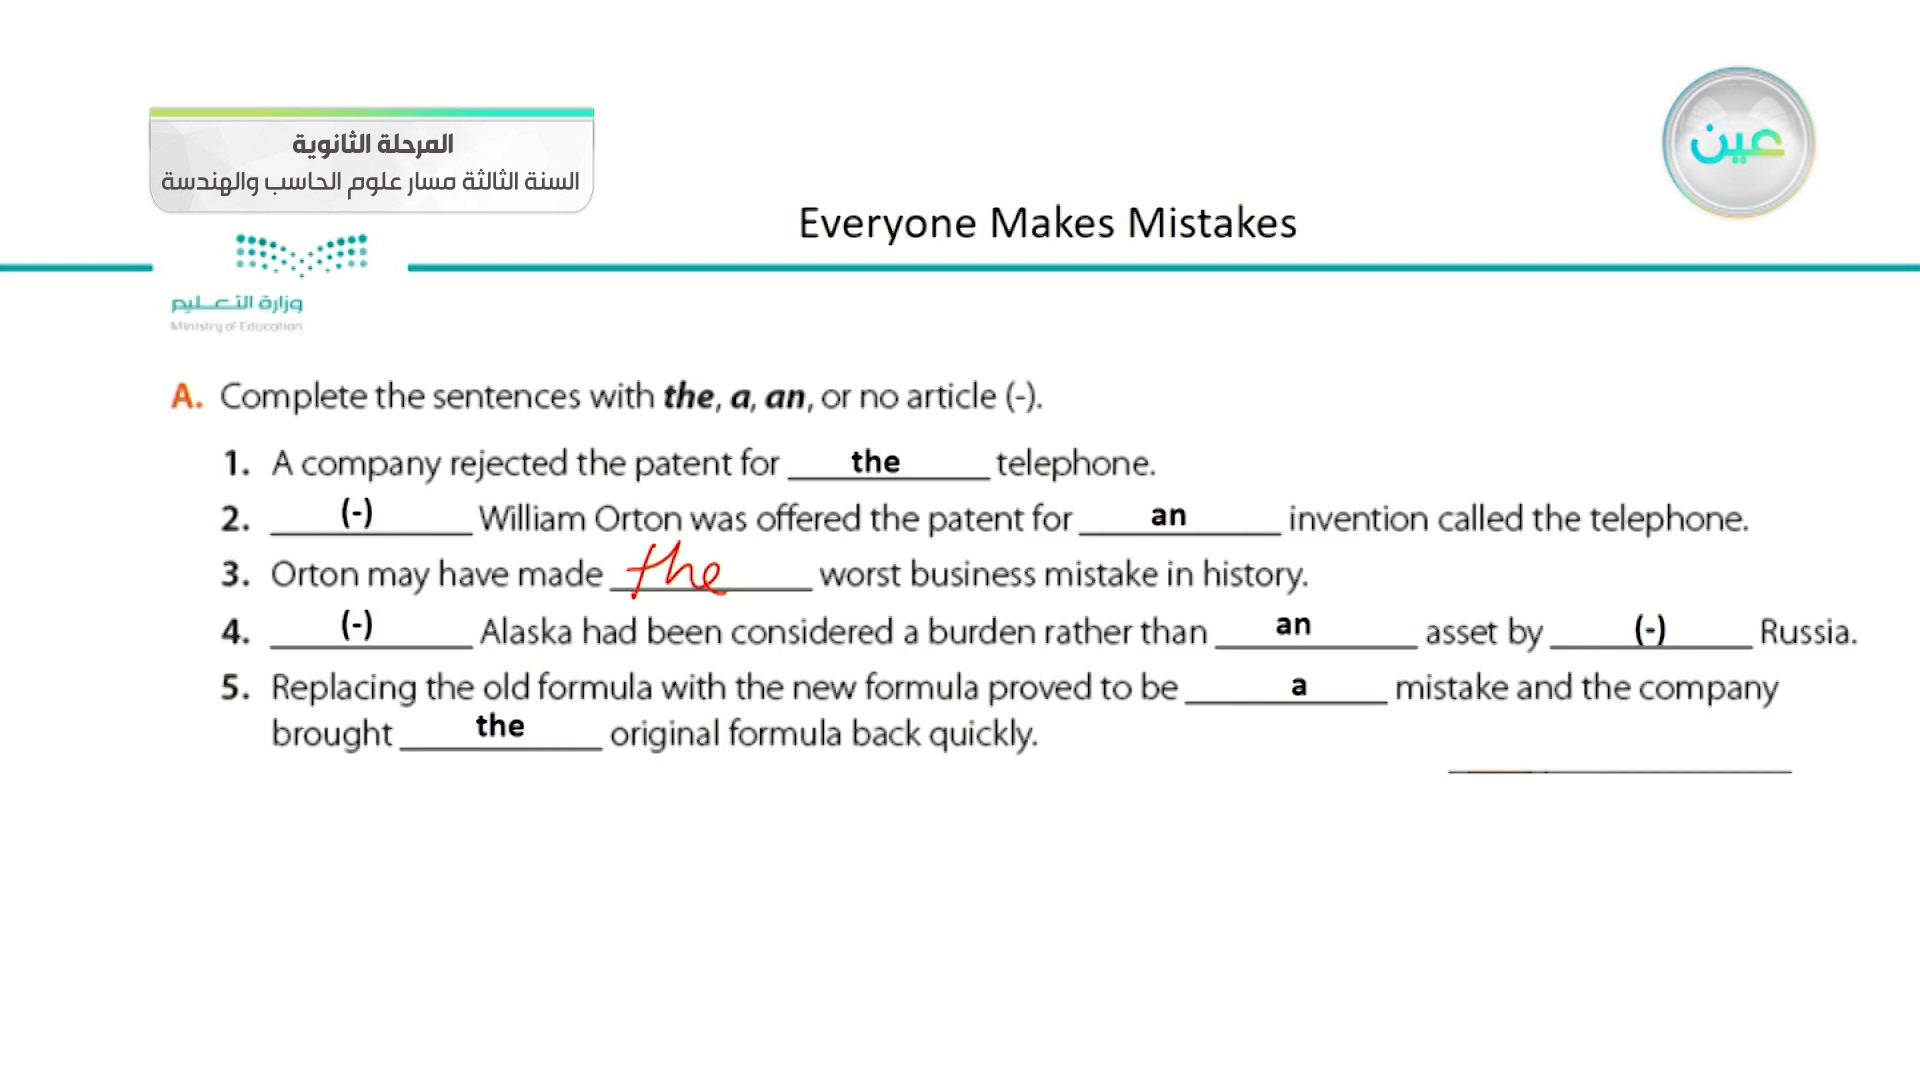 المرحلة الثانوية
السنة الثالثة مسار علوم الحاسب والهندسة
عين
Everyone Makes Mistakes
وزارة التعليم
Ministry of Education
A. Complete the sentences with the, a, an, or no article (-).
1. A company rejected the patent for the telephone.
2. (-) William Orton was offered the patent for an invention called the telephone.
3. Orton may have made the worst business mistake in history.
4. (-) Alaska had been considered a burden rather than an asset by (-) Russia.
5. Replacing the old formula with the new formula proved to be a mistake and the company
brought the original formula back quickly.